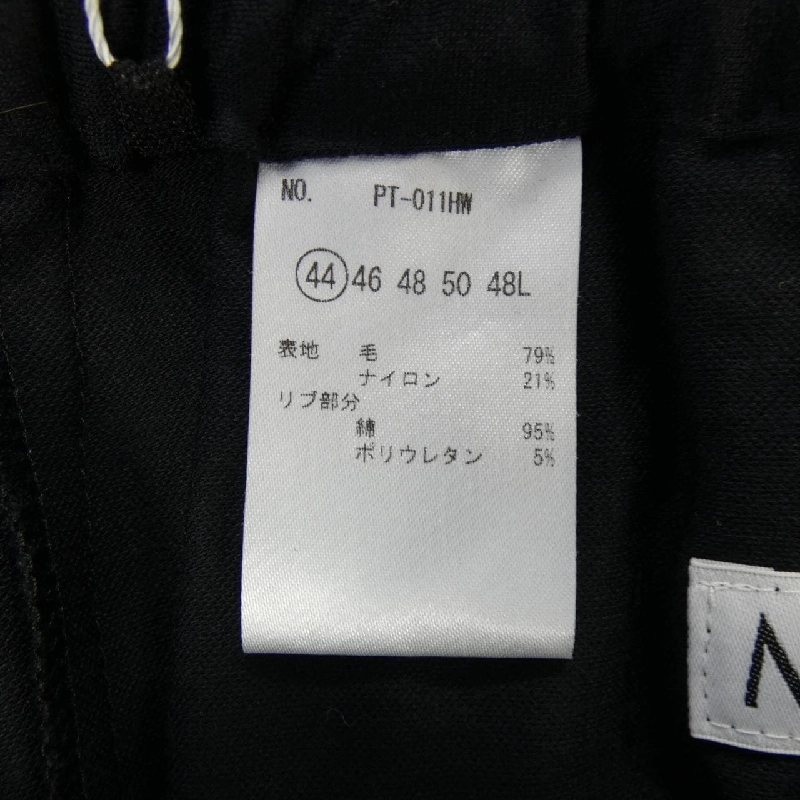 NO. PT-011HW
44 46 48 50 48L
表地 毛 79%
ナイロン 21%
リブ部分
綿 95%
ポリウレタン 5%
N